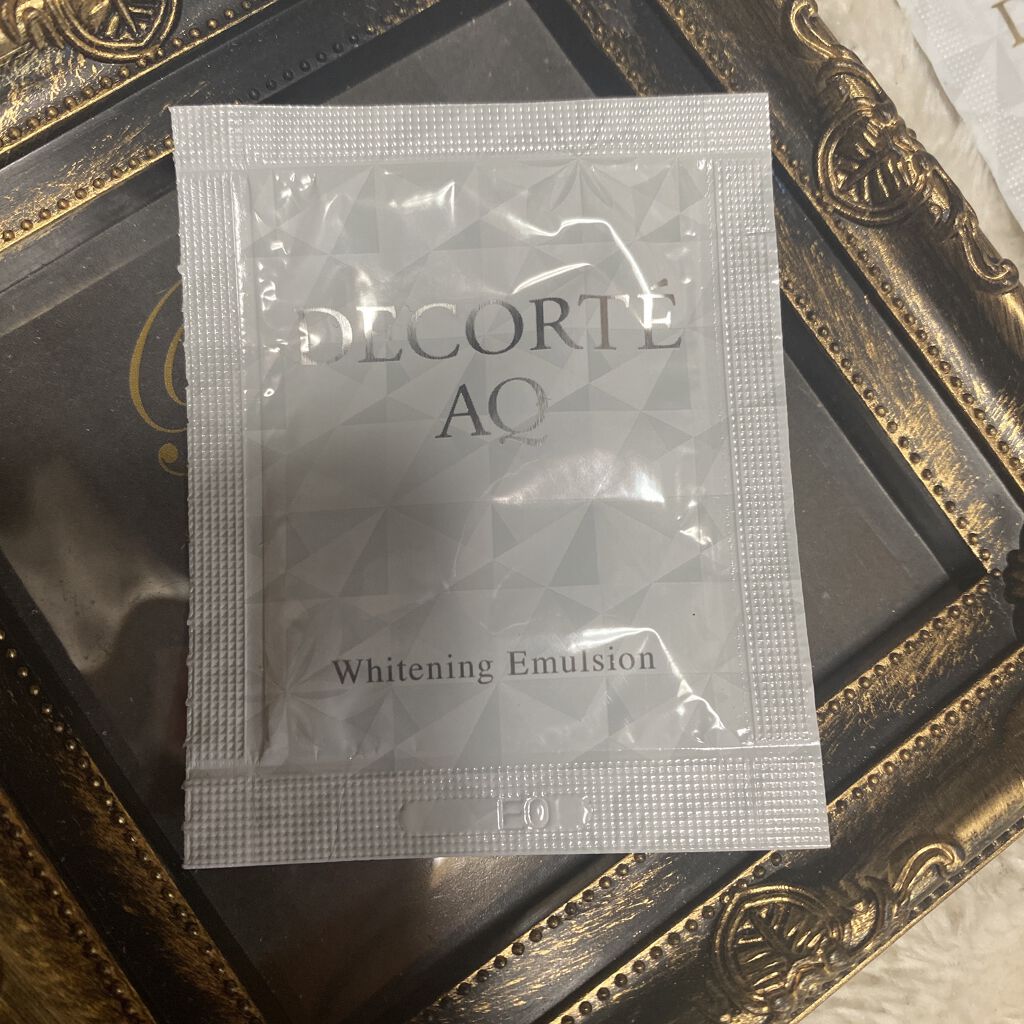 DECORTÉ
AQ
Whitening Emulsion